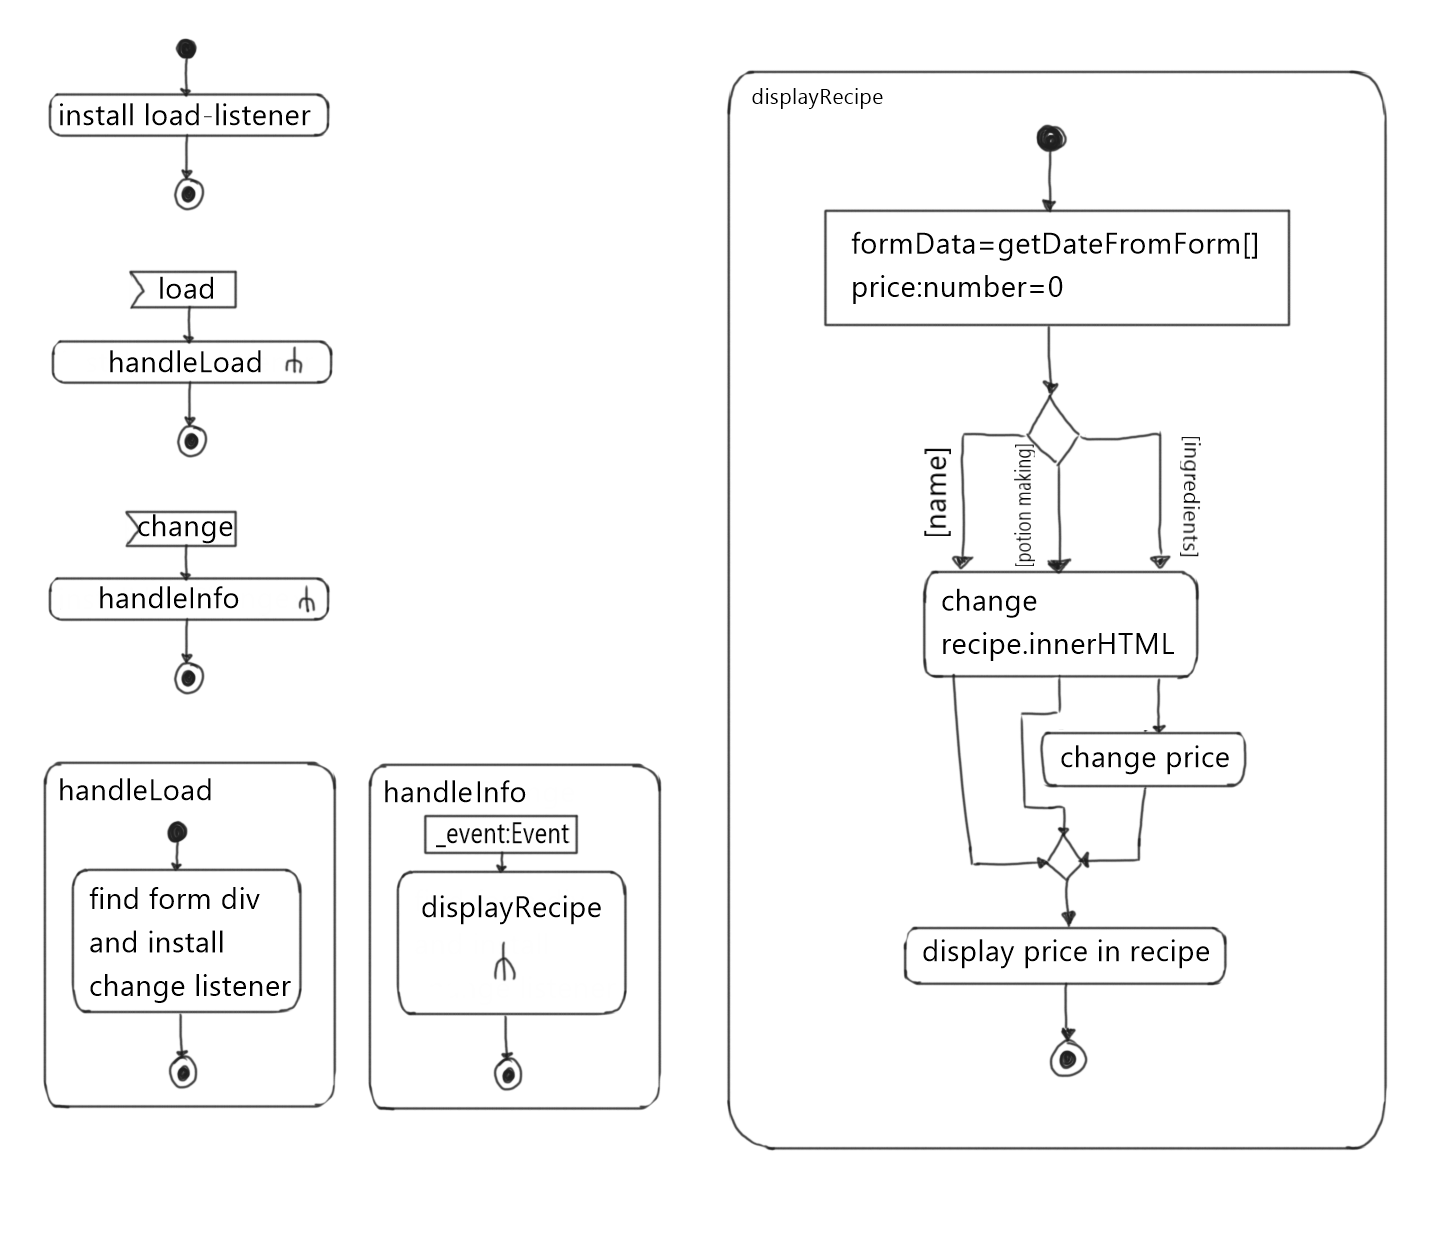 install load-listener
load
handleLoad
change
handleInfo
handleLoad
find form div
and install
change listener
handleInfo
_event:Event
displayRecipe
displayRecipe
formData=getDateFromForm[]
price:number=0
[name]
[potion making]
[ingredients]
change
recipe.innerHTML
change price
display price in recipe